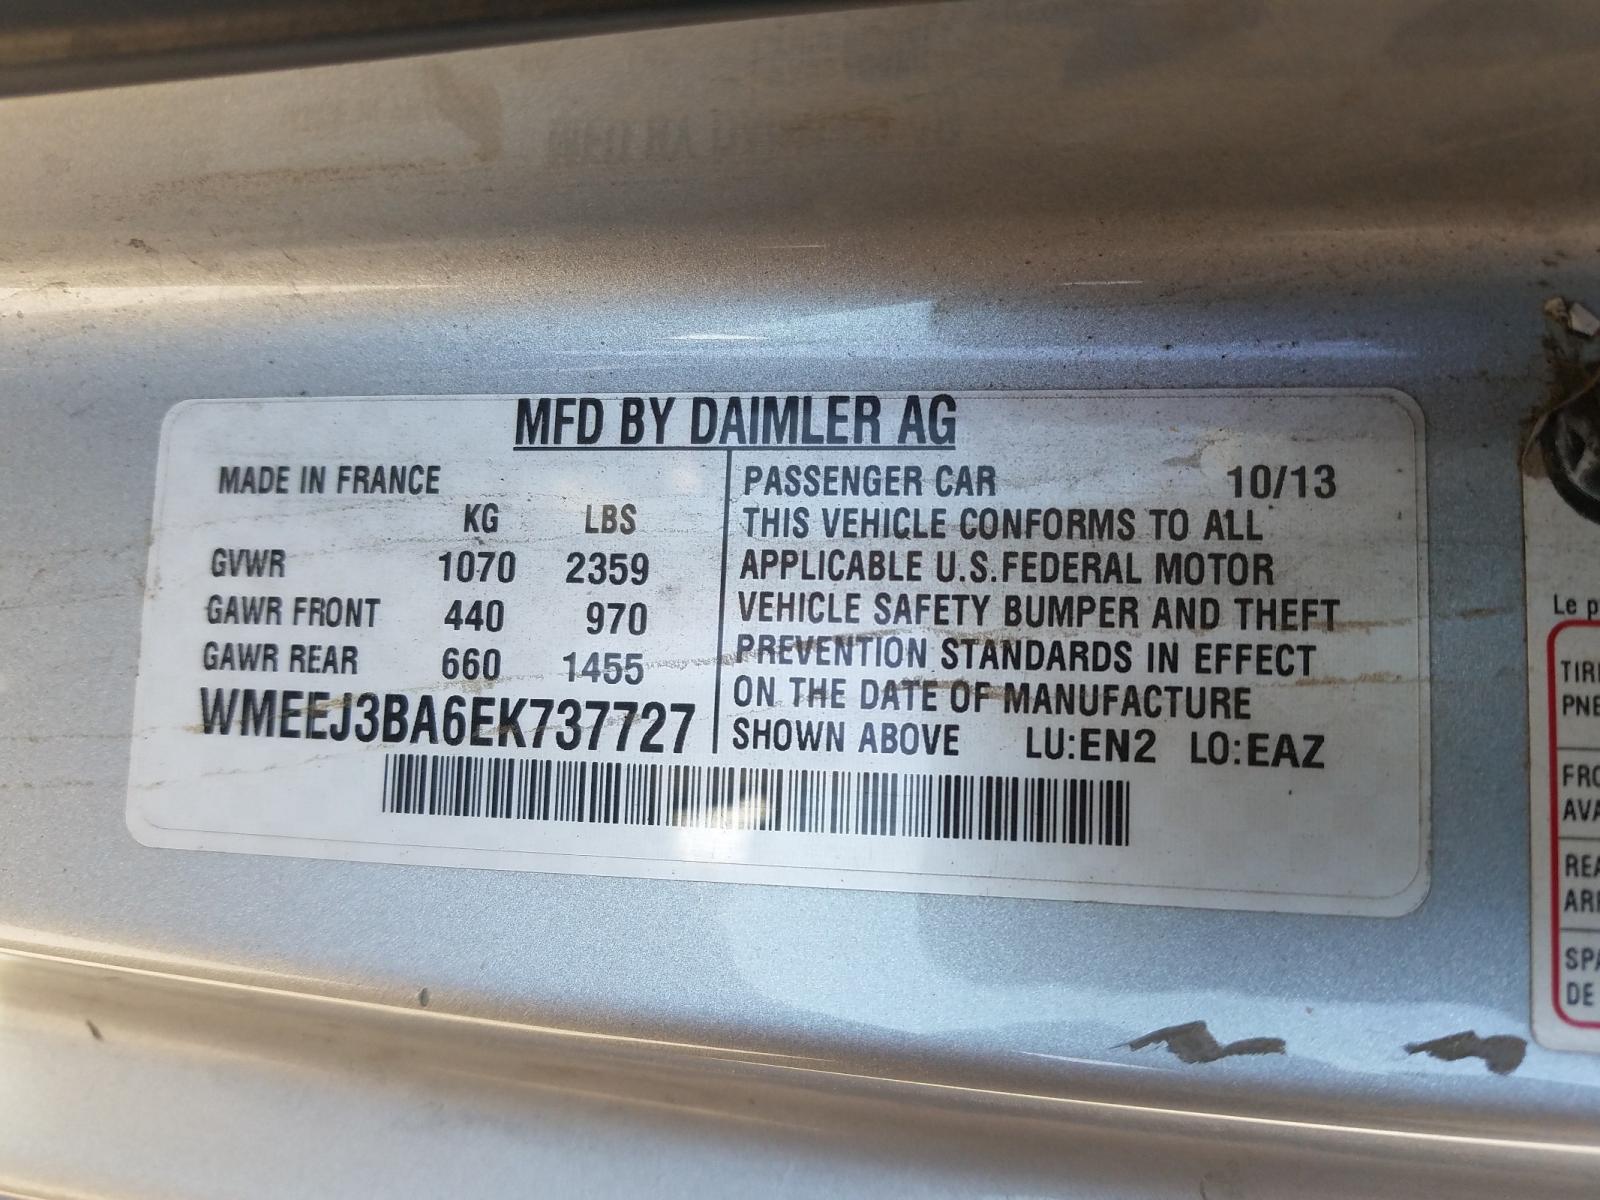 MFD BY DAIMLER AG
MADE IN FRANCE
KG LBS
GVWR 1070 2359
GAWR FRONT 440 970
GAWR REAR 660 1455
WMEEJ3BA6EK737727
PASSENGER CAR 10/13
THIS VEHICLE CONFORMS TO ALL
APPLICABLE U.S.FEDERAL MOTOR
VEHICLE SAFETY BUMPER AND THEFT
PREVENTION STANDARDS IN EFFECT
ON THE DATE OF MANUFACTURE
SHOWN ABOVE LU:EN2 LO:EAZ
Le
DE